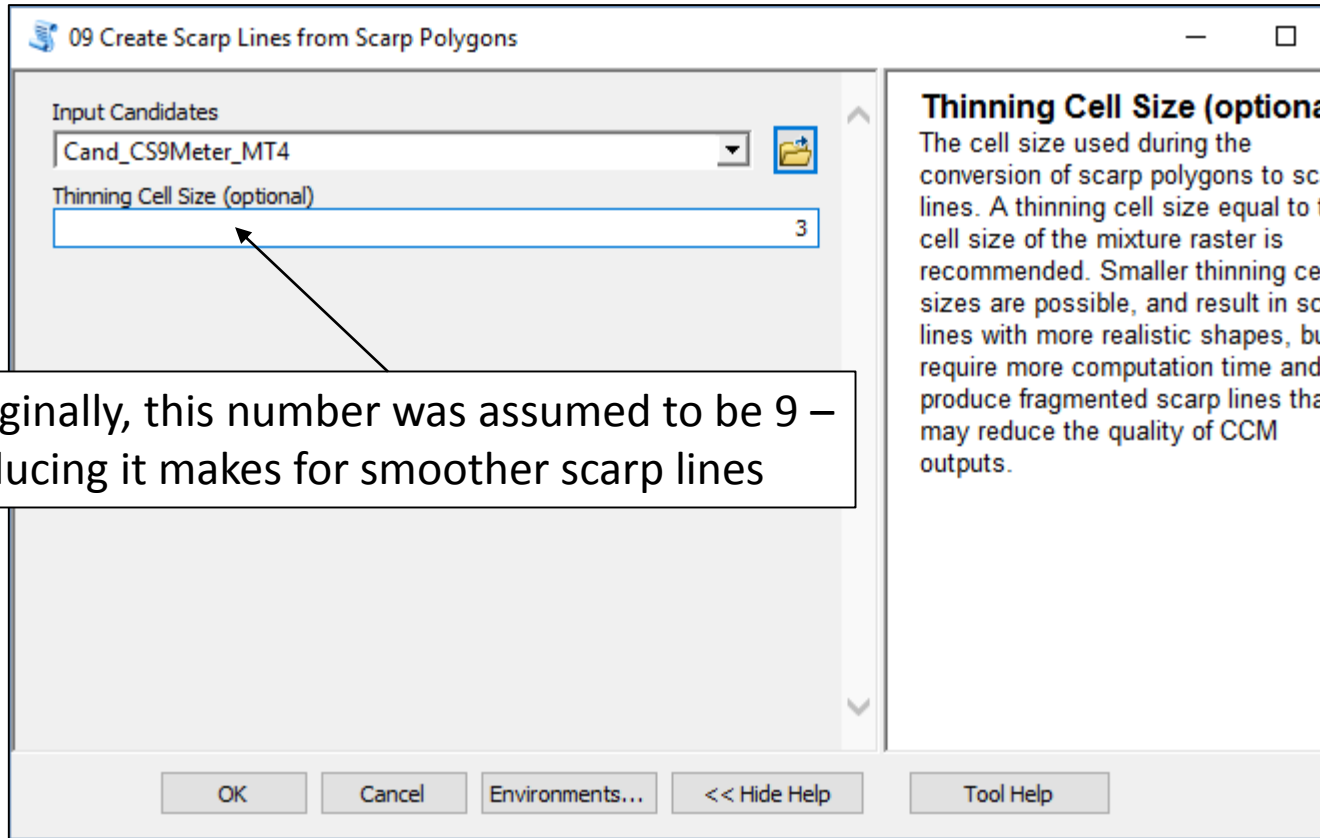 09 Create Scarp Lines from Scarp Polygons
Input Candidates
Cand_CS9Meter_MT4
Thinning Cell Size (optional)
3
ginally, this number was assumed to be 9 –
ucing it makes for smoother scarp lines
Thinning Cell Size (optiona
The cell size used during the
conversion of scarp polygons to sc
lines. A thinning cell size equal to t
cell size of the mixture raster is
recommended. Smaller thinning ce
sizes are possible, and result in sc
lines with more realistic shapes, bu
require more computation time and
produce fragmented scarp lines tha
may reduce the quality of CCM
outputs.
OK
Cancel
Environments...
<< Hide Help
Tool Help